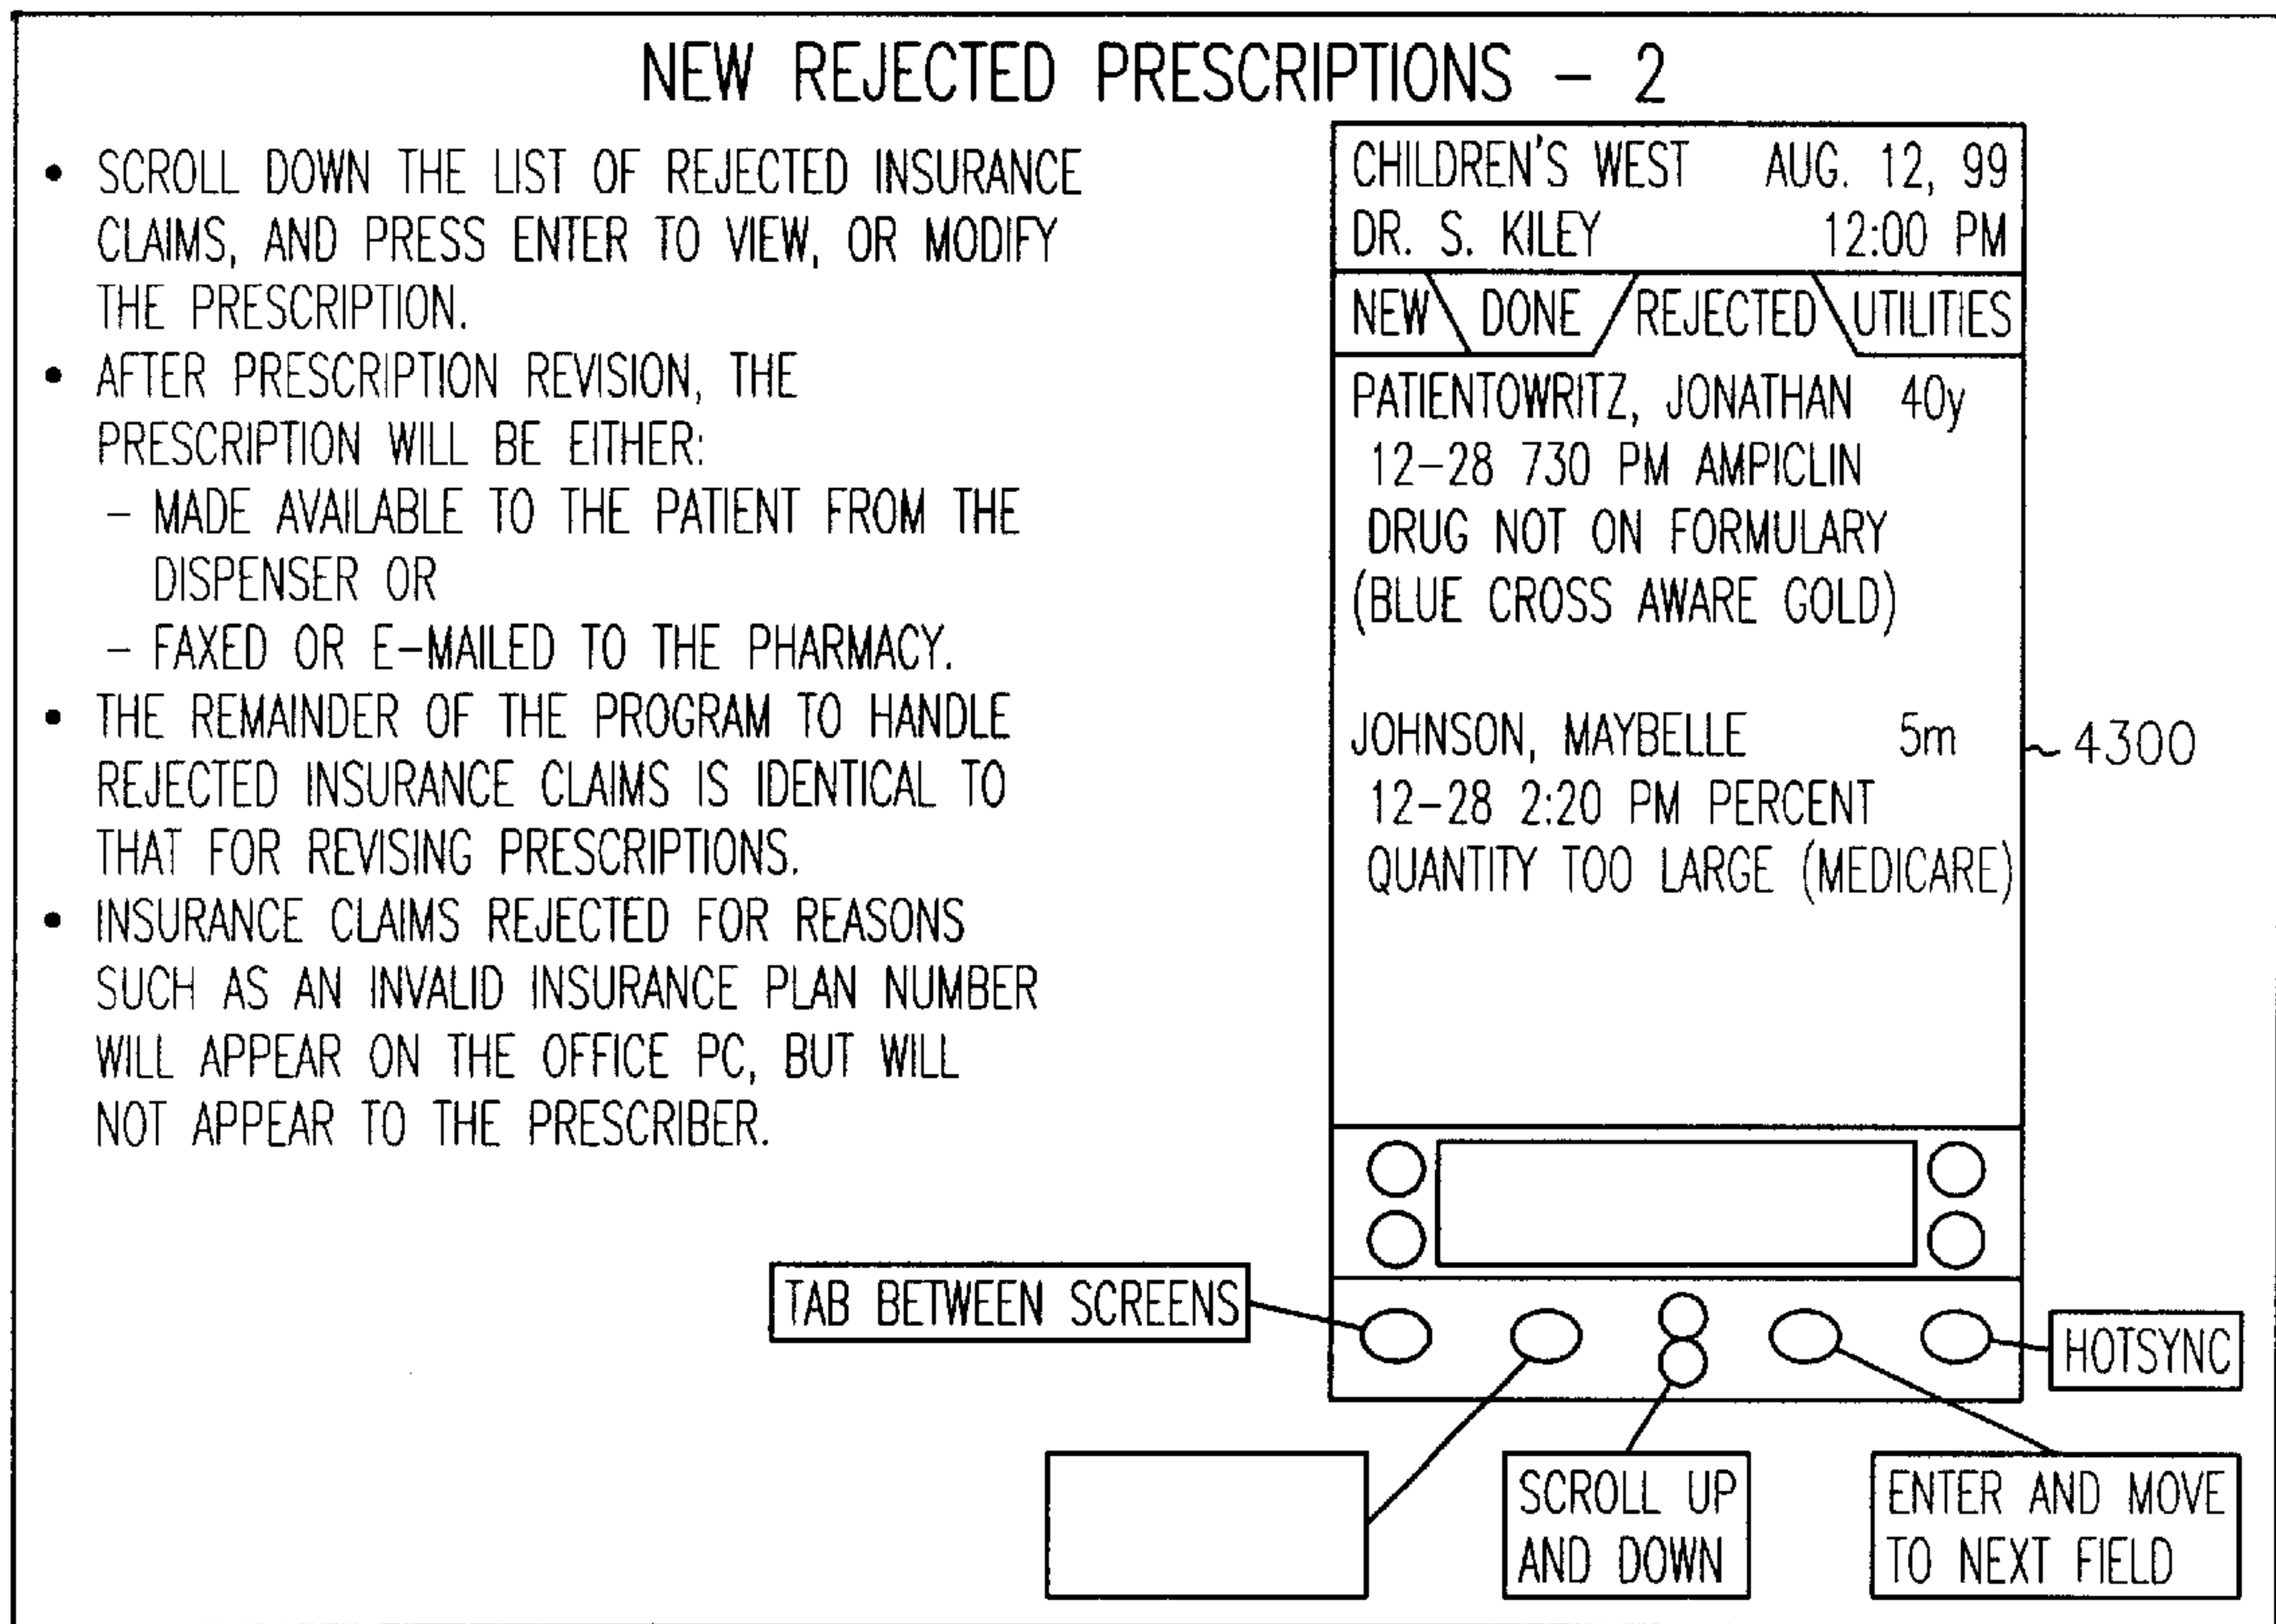 NEW REJECTED PRESCRIPTIONS – 2
• SCROLL DOWN THE LIST OF REJECTED INSURANCE
CLAIMS, AND PRESS ENTER TO VIEW, OR MODIFY
THE PRESCRIPTION.
• AFTER PRESCRIPTION REVISION, THE
PRESCRIPTION WILL BE EITHER:
– MADE AVAILABLE TO THE PATIENT FROM THE
DISPENSER OR
– FAXED OR E–MAILED TO THE PHARMACY.
• THE REMAINDER OF THE PROGRAM TO HANDLE
REJECTED INSURANCE CLAIMS IS IDENTICAL TO
THAT FOR REVISING PRESCRIPTIONS.
• INSURANCE CLAIMS REJECTED FOR REASONS
SUCH AS AN INVALID INSURANCE PLAN NUMBER
WILL APPEAR ON THE OFFICE PC, BUT WILL
NOT APPEAR TO THE PRESCRIBER.
CHILDREN'S WEST AUG. 12, 99
DR. S. KILEY 12:00 PM
NEW DONE REJECTED UTILITIES
PATIENTOWRITZ, JONATHAN 40y
12–28 730 PM AMPICLIN
DRUG NOT ON FORMULARY
(BLUE CROSS AWARE GOLD)
JOHNSON, MAYBELLE 5m
12–28 2:20 PM PERCENT
QUANTITY TOO LARGE (MEDICARE)
4300
TAB BETWEEN SCREENS
HOTSYNC
SCROLL UP
AND DOWN
ENTER AND MOVE
TO NEXT FIELD